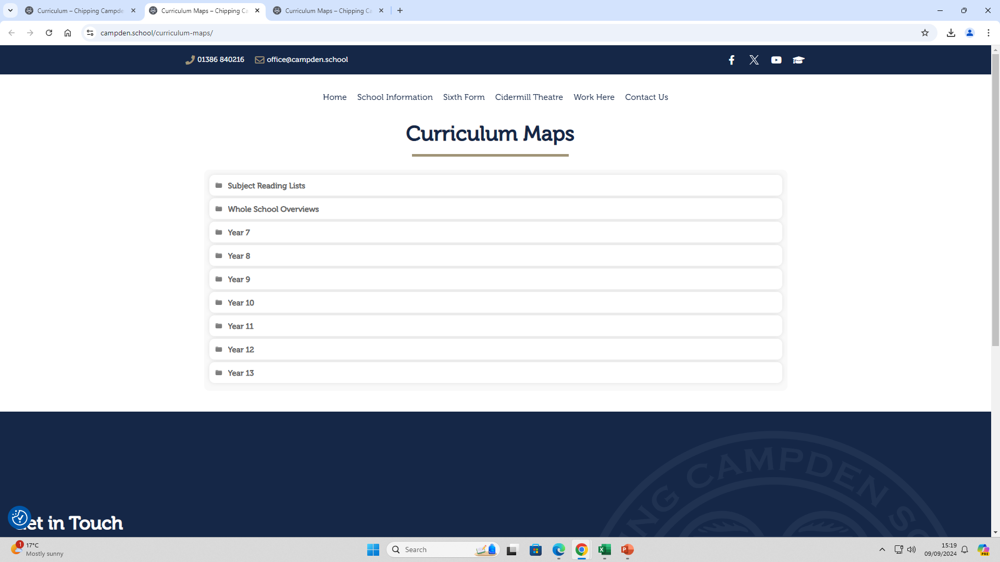 Curriculum – Chipping Campde
Curriculum Maps – Chipping Ca
Curriculum Maps – Chipping Ca
campden.school/curriculum-maps/
01386 840216
office@campden.school
Home
School Information
Sixth Form
Cidermill Theatre
Work Here
Contact Us
Curriculum Maps
Subject Reading Lists
Whole School Overviews
Year 7
Year 8
Year 9
Year 10
Year 11
Year 12
Year 13
ING CAMPDEN SC
et in Touch
1
17°C
Mostly sunny
Search
15:19
09/09/2024
PRE